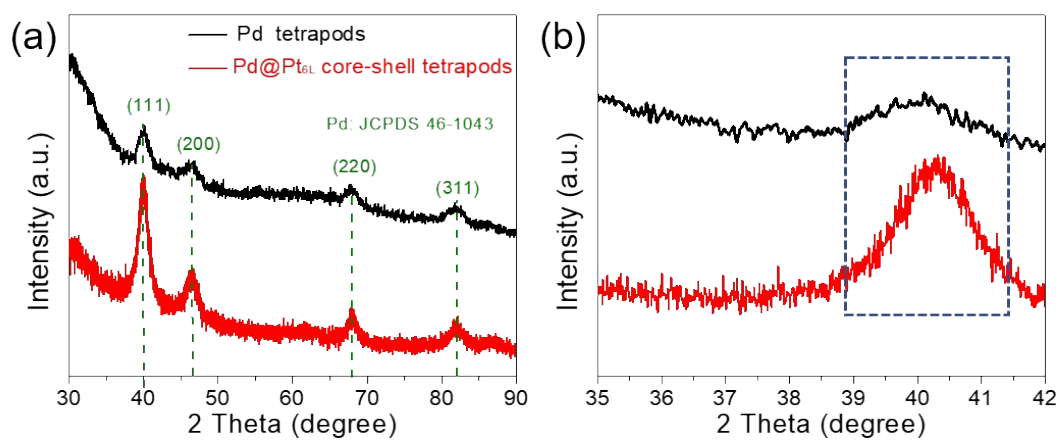 (a)
Pd tetrapods
Pd@Pt6L core-shell tetrapods
(111)
(200)
Pd: JCPDS 46-1043
(220)
(311)
Intensity (a.u.)
30 40 50 60 70 80 90
2 Theta (degree)
(b)
Intensity (a.u.)
35 36 37 38 39 40 41 42
2 Theta (degree)